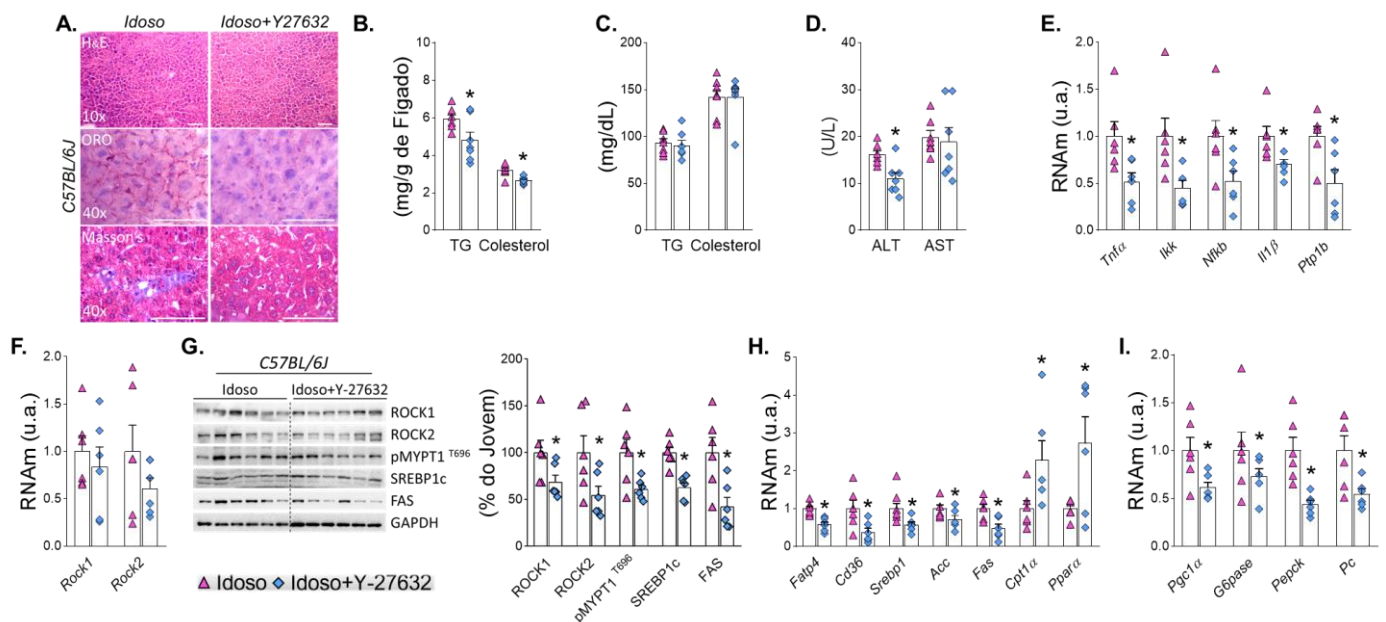 A.
Idoso
Idoso+Y27632
C57BL/6J
H&E
10x
ORO
40x
Masson's
40x
B.
(mg/g de Fígado)
10
8
6
4
2
0
TG Colesterol
*
*
C.
(mg/dL)
200
150
100
50
0
TG Colesterol
D.
(U/L)
40
30
20
10
0
ALT AST
*
E.
RNAm (u.a.)
2.0
1.5
1.0
0.5
0.0
Tnfα Ikk Nfkb Il1β Ptp1b
* * * * *
F.
RNAm (u.a.)
2.0
1.5
1.0
0.5
0.0
Rock1 Rock2
G.
C57BL/6J
Idoso Idoso+Y-27632
ROCK1
ROCK2
pMYPT1 T696
SREBP1c
FAS
GAPDH
Idoso Idoso+Y-27632
(% do Jovem)
200
150
100
50
0
ROCK1 ROCK2 pMYPT1 T696 SREBP1c FAS
* * * * *
H.
RNAm (u.a.)
5
4
3
2
1
0
Fatp4 Cd36 Srebp1 Acc Fas Cpt1α Pparα
* * * * * * *
I.
RNAm (u.a.)
2.0
1.5
1.0
0.5
0.0
Pgc1α G6pase Pepck Pc
* * * *